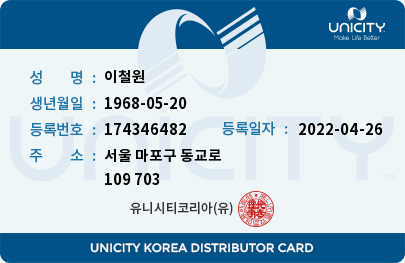 UNICITY
Make Life Better
성 명 : 이철원
생년월일 : 1968-05-20
등록번호 : 174346482 등록일자 : 2022-04-26
주 소 : 서울 마포구 동교로
109 703
UNICITY
TM
유니시티코리아(유)
UNICITY KOREA DISTRIBUTOR CARD